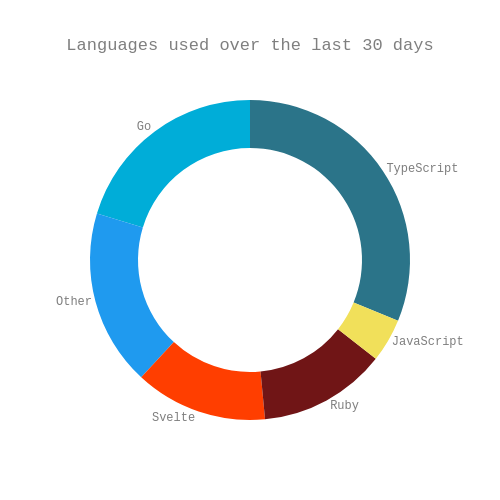 Languages used over the last 30 days
Go
TypeScript
Other
JavaScript
Ruby
Svelte